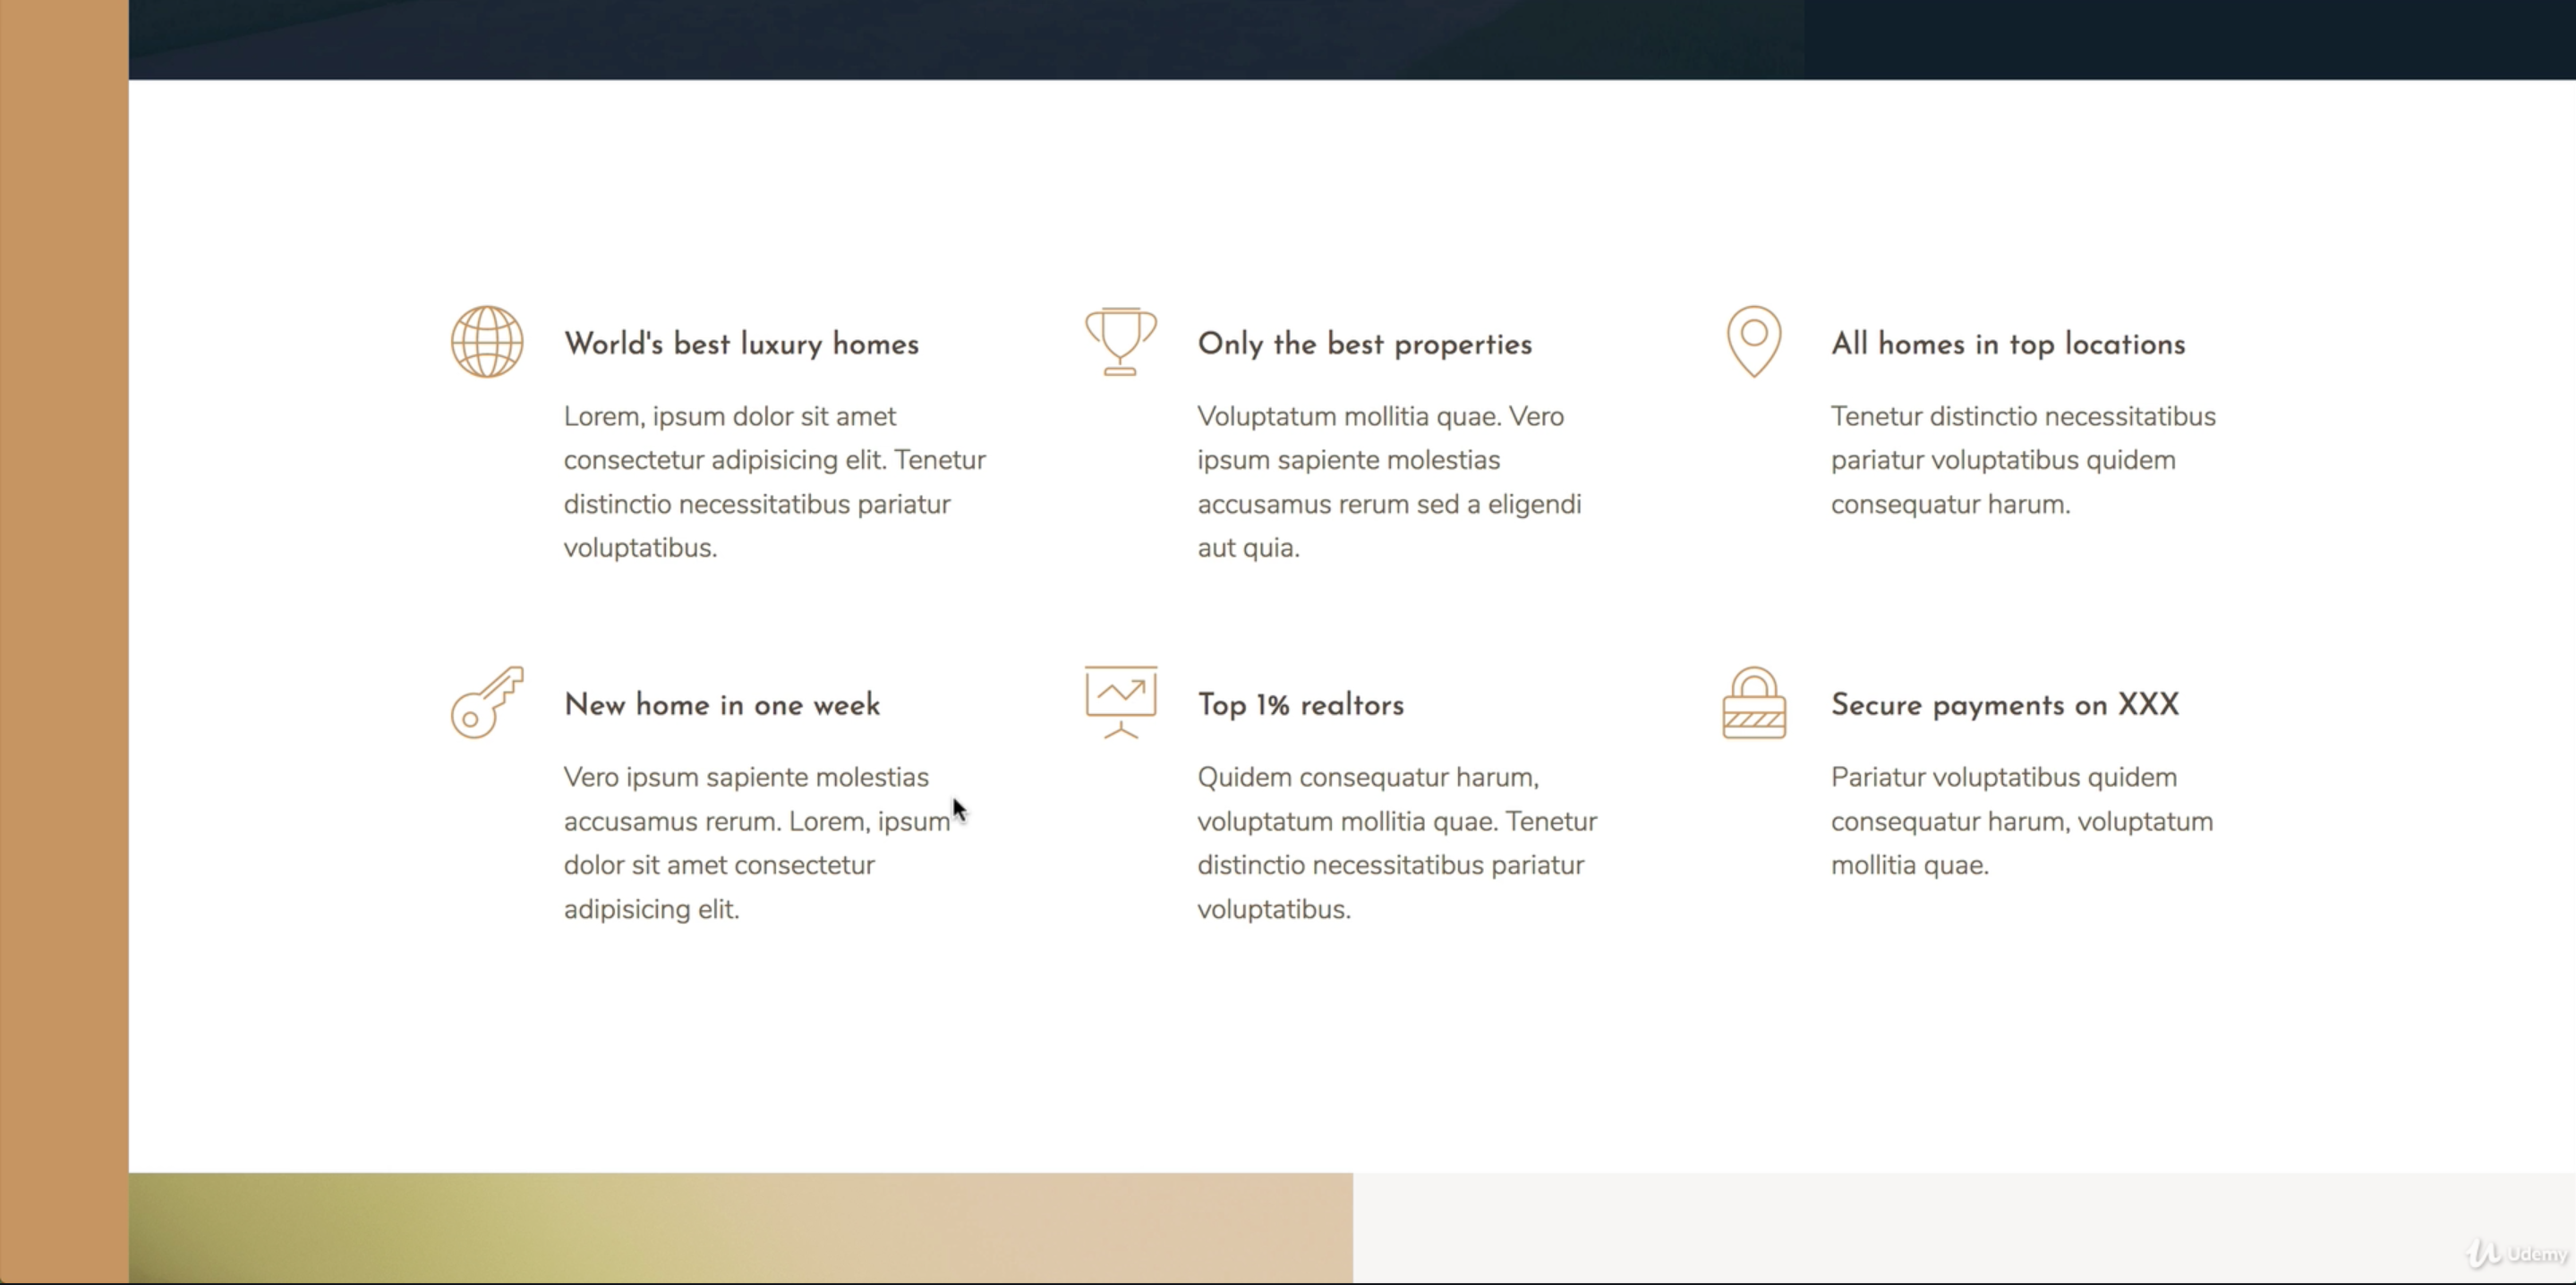 World's best luxury homes
Lorem, ipsum dolor sit amet
consectetur adipisicing elit. Tenetur
distinctio necessitatibus pariatur
voluptatibus.
Only the best properties
Voluptatum mollitia quae. Vero
ipsum sapiente molestias
accusamus rerum sed a eligendi
aut quia.
All homes in top locations
Tenetur distinctio necessitatibus
pariatur voluptatibus quidem
consequatur harum.
New home in one week
Vero ipsum sapiente molestias
accusamus rerum. Lorem, ipsum
dolor sit amet consectetur
adipisicing elit.
Top 1% realtors
Quidem consequatur harum,
voluptatum mollitia quae. Tenetur
distinctio necessitatibus pariatur
voluptatibus.
Secure payments on XXX
Pariatur voluptatibus quidem
consequatur harum, voluptatum
mollitia quae.
Udemy